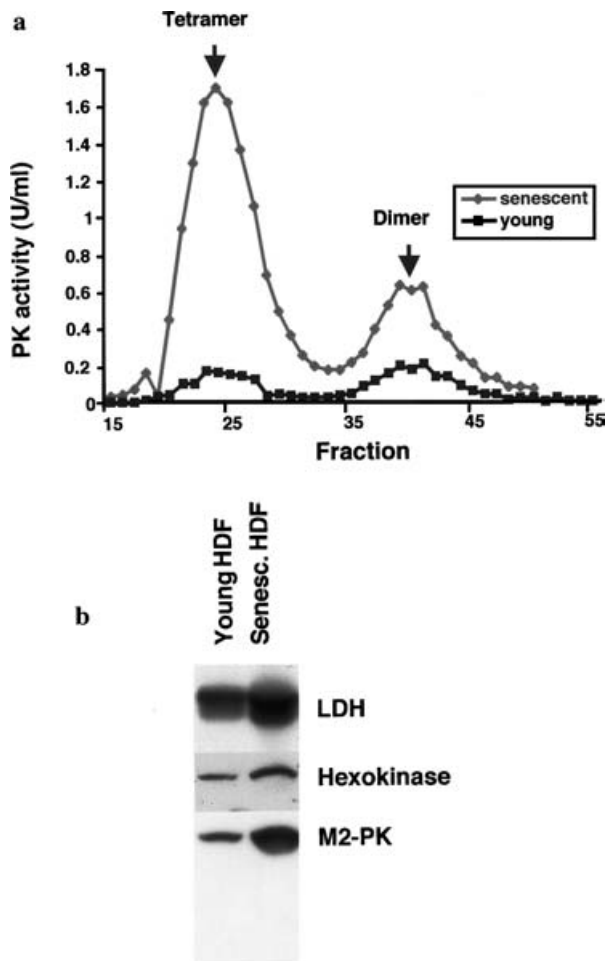 a
Tetramer
1.8
1.6
1.4
1.2
1
0.8
0.6
0.4
0.2
0
PK activity (U/ml)
Dimer
senescent
young
15 25 35 45 55
Fraction
b
Young HDF
Senesc. HDF
LDH
Hexokinase
M2-PK